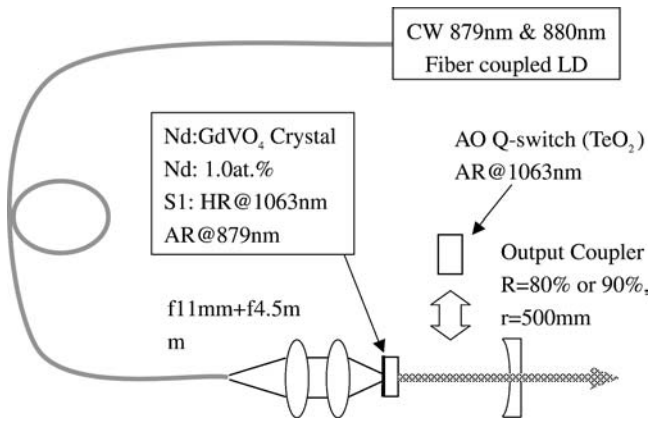 CW 879nm & 880nm
Fiber coupled LD
Nd:GdVO₄ Crystal
Nd: 1.0at.%
S1: HR@1063nm
AR@879nm
AO Q-switch (TeO₂)
AR@1063nm
Output Coupler
R=80% or 90%,
r=500mm
f11mm+f4.5m
m